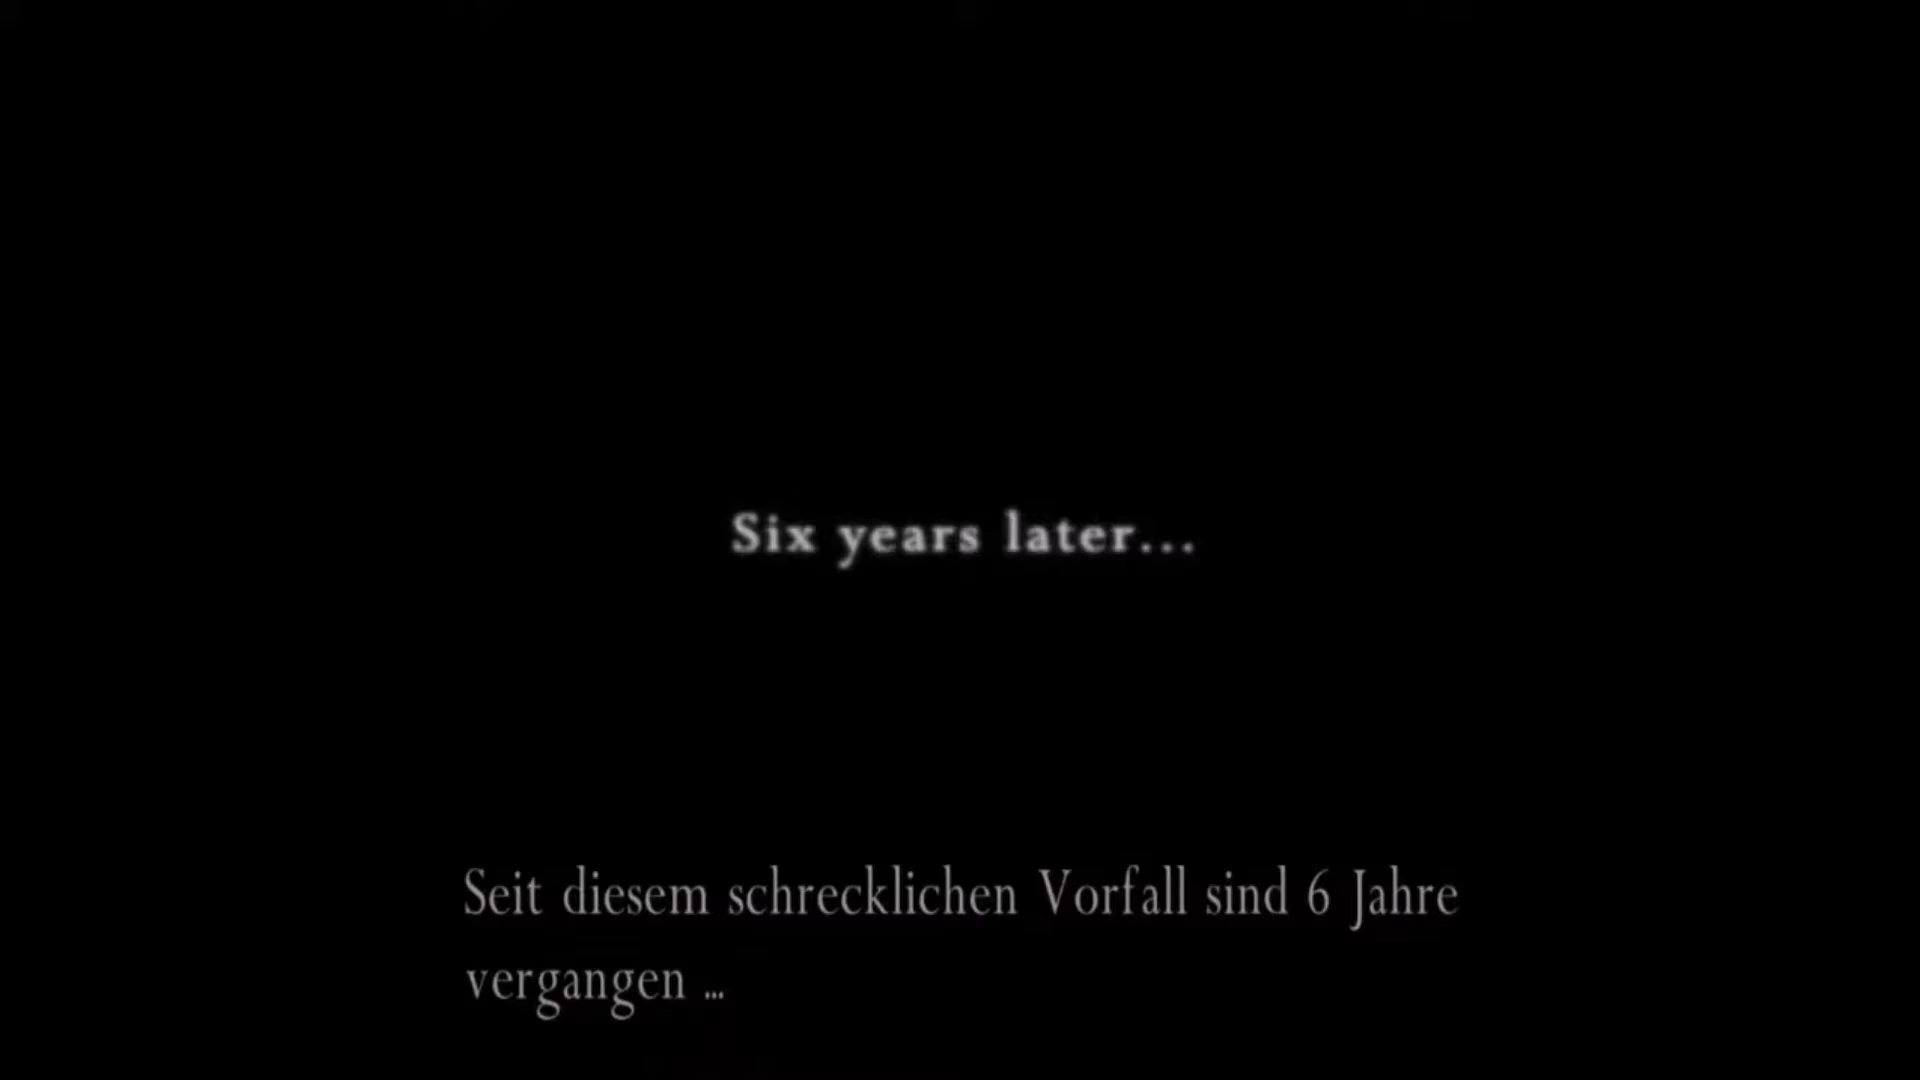 Six years later...
Seit diesem schrecklichen Vorfall sind 6 Jahre
vergangen ...